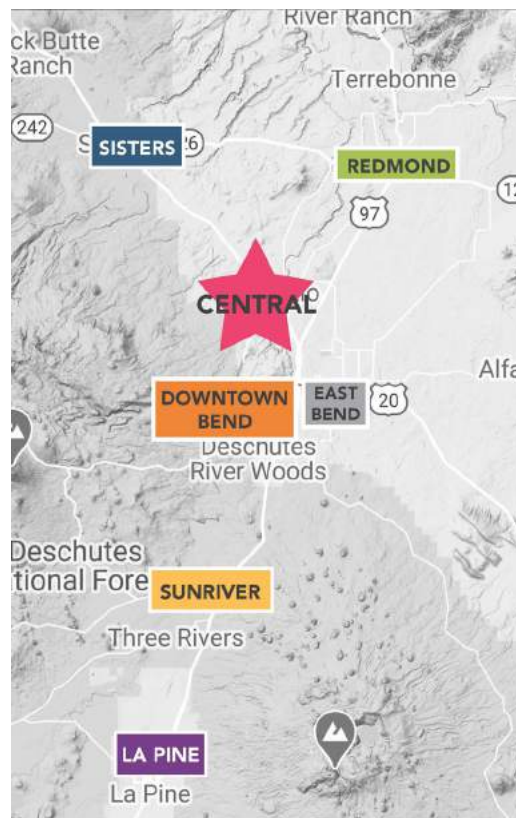 River Ranch
ck Butte
Ranch
Terrebonne
242
SISTERS
26
REDMOND
97
CENTRAL
Alfa
DOWNTOWN
BEND
EAST
BEND
20
Deschutes
River Woods
Deschutes
tional Fore
SUNRIVER
Three Rivers
LA PINE
La Pine